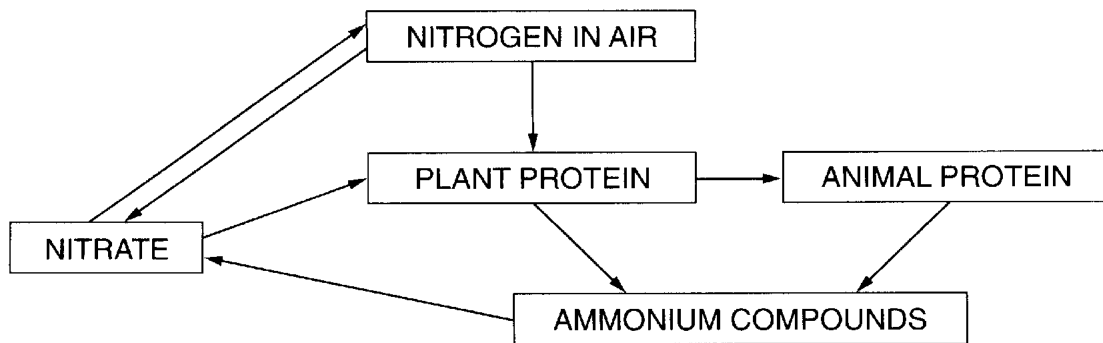 NITROGEN IN AIR
PLANT PROTEIN
ANIMAL PROTEIN
NITRATE
AMMONIUM COMPOUNDS